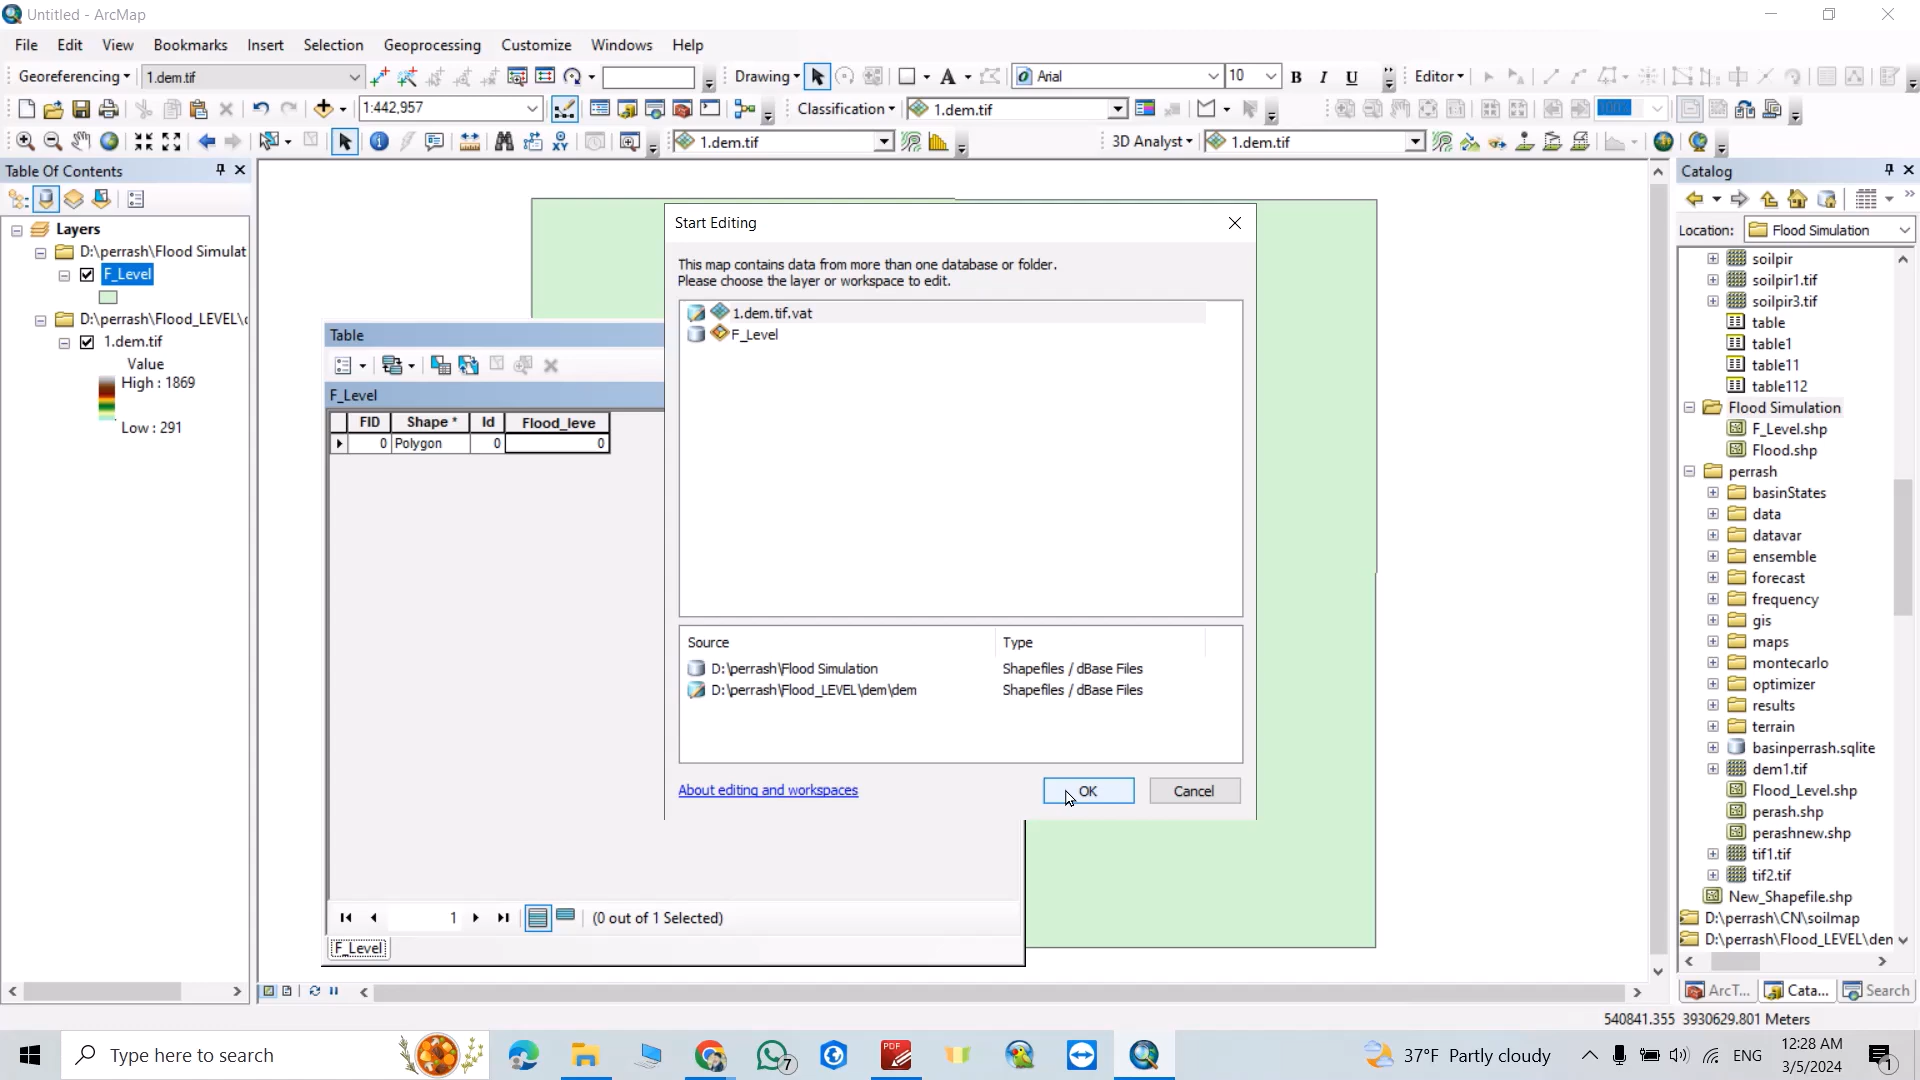 Untitled - ArcMap
File Edit View Bookmarks Insert Selection Geoprocessing Customize Windows Help
Georeferencing 1.dem.tif Drawing A Arial 10 B I U Editor
1:442,957 Classification 1.dem.tif 100
1.dem.tif 3D Analyst 1.dem.tif
Table Of Contents
Layers
D:\perrash\Flood Simulat
F_Level
D:\perrash\Flood_LEVEL\c
1.dem.tif
Value
High : 1869
Low : 291
Table
F_Level
FID Shape * Id Flood_leve
0 Polygon 0 0
1 (0 out of 1 Selected)
F_Level
Start Editing
This map contains data from more than one database or folder.
Please choose the layer or workspace to edit.
1.dem.tif.vat
F_Level
Source Type
D:\perrash\Flood Simulation Shapefiles / dBase Files
D:\perrash\Flood_LEVEL\dem\dem Shapefiles / dBase Files
About editing and workspaces OK Cancel
Catalog
Location: Flood Simulation
soilpir
soilpir1.tif
soilpir3.tif
table
table1
table11
table112
Flood Simulation
F_Level.shp
Flood.shp
perrash
basinStates
data
datavar
ensemble
forecast
frequency
gis
maps
montecarlo
optimizer
results
terrain
basinperrash.sqlite
dem1.tif
Flood_Level.shp
perash.shp
perashnew.shp
tif1.tif
tif2.tif
New_Shapefile.shp
D:\perrash\CN\soilmap
D:\perrash\Flood_LEVEL\den
ArcT... Cata... Search
540841.355 3930629.801 Meters
Type here to search 7 PDF 37°F Partly cloudy ENG 12:28 AM
3/5/2024 1